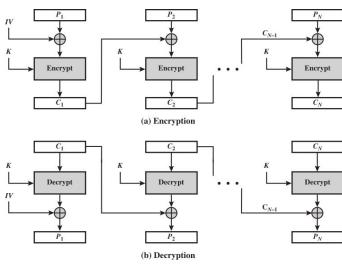 P1 P2 PN
IV
CN–1
K K K
Encrypt Encrypt Encrypt
C1 C2 CN
(a) Encryption
C1 C2 CN
K K K
Decrypt Decrypt Decrypt
IV
CN–1
P1 P2 PN
(b) Decryption